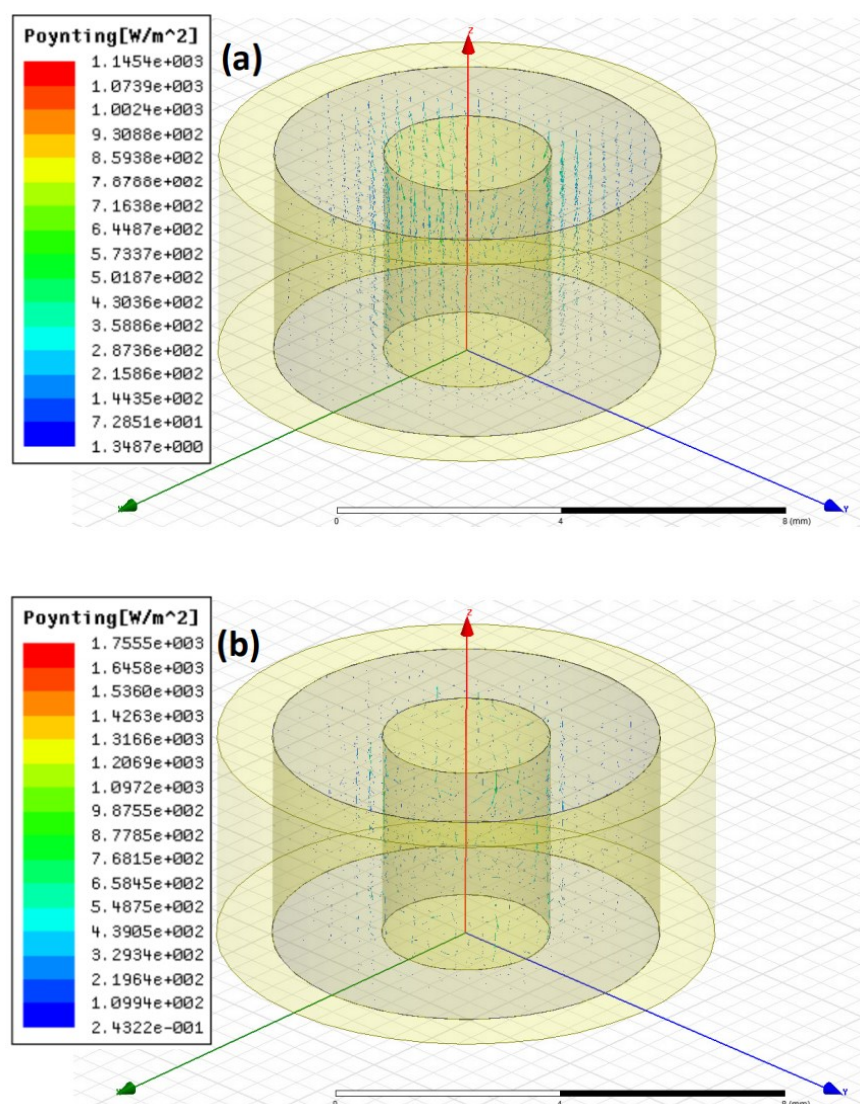 Poynting[W/m^2]
(a)
1.1454e+003
1.0739e+003
1.0024e+003
9.3088e+002
8.5938e+002
7.8788e+002
7.1638e+002
6.4487e+002
5.7337e+002
5.0187e+002
4.3036e+002
3.5886e+002
2.8736e+002
2.1586e+002
1.4435e+002
7.2851e+001
1.3487e+000
Z
X
Y
0 4 8 (mm)
Poynting[W/m^2]
(b)
1.7555e+003
1.6458e+003
1.5360e+003
1.4263e+003
1.3166e+003
1.2069e+003
1.0972e+003
9.8755e+002
8.7785e+002
7.6815e+002
6.5845e+002
5.4875e+002
4.3905e+002
3.2934e+002
2.1964e+002
1.0994e+002
2.4322e-001
Z
X
Y
0 4 8 (mm)